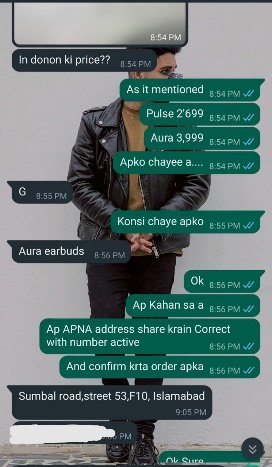 8:54 PM
In donon ki price?? 8:54 PM
As it mentioned 8:54 PM
Pulse 2'699 8:54 PM
Aura 3,999 8:54 PM
Apko chayee a.... 8:54 PM
G 8:55 PM
Konsi chaye apko 8:55 PM
Aura earbuds 8:56 PM
Ok 8:56 PM
Ap Kahan sa a 8:56 PM
Ap APNA address share krain Correct
with number active 8:56 PM
And confirm krta order apka 8:56 PM
Sumbal road,street 53,F10, Islamabad
9:05 PM
PM
Ok Sure